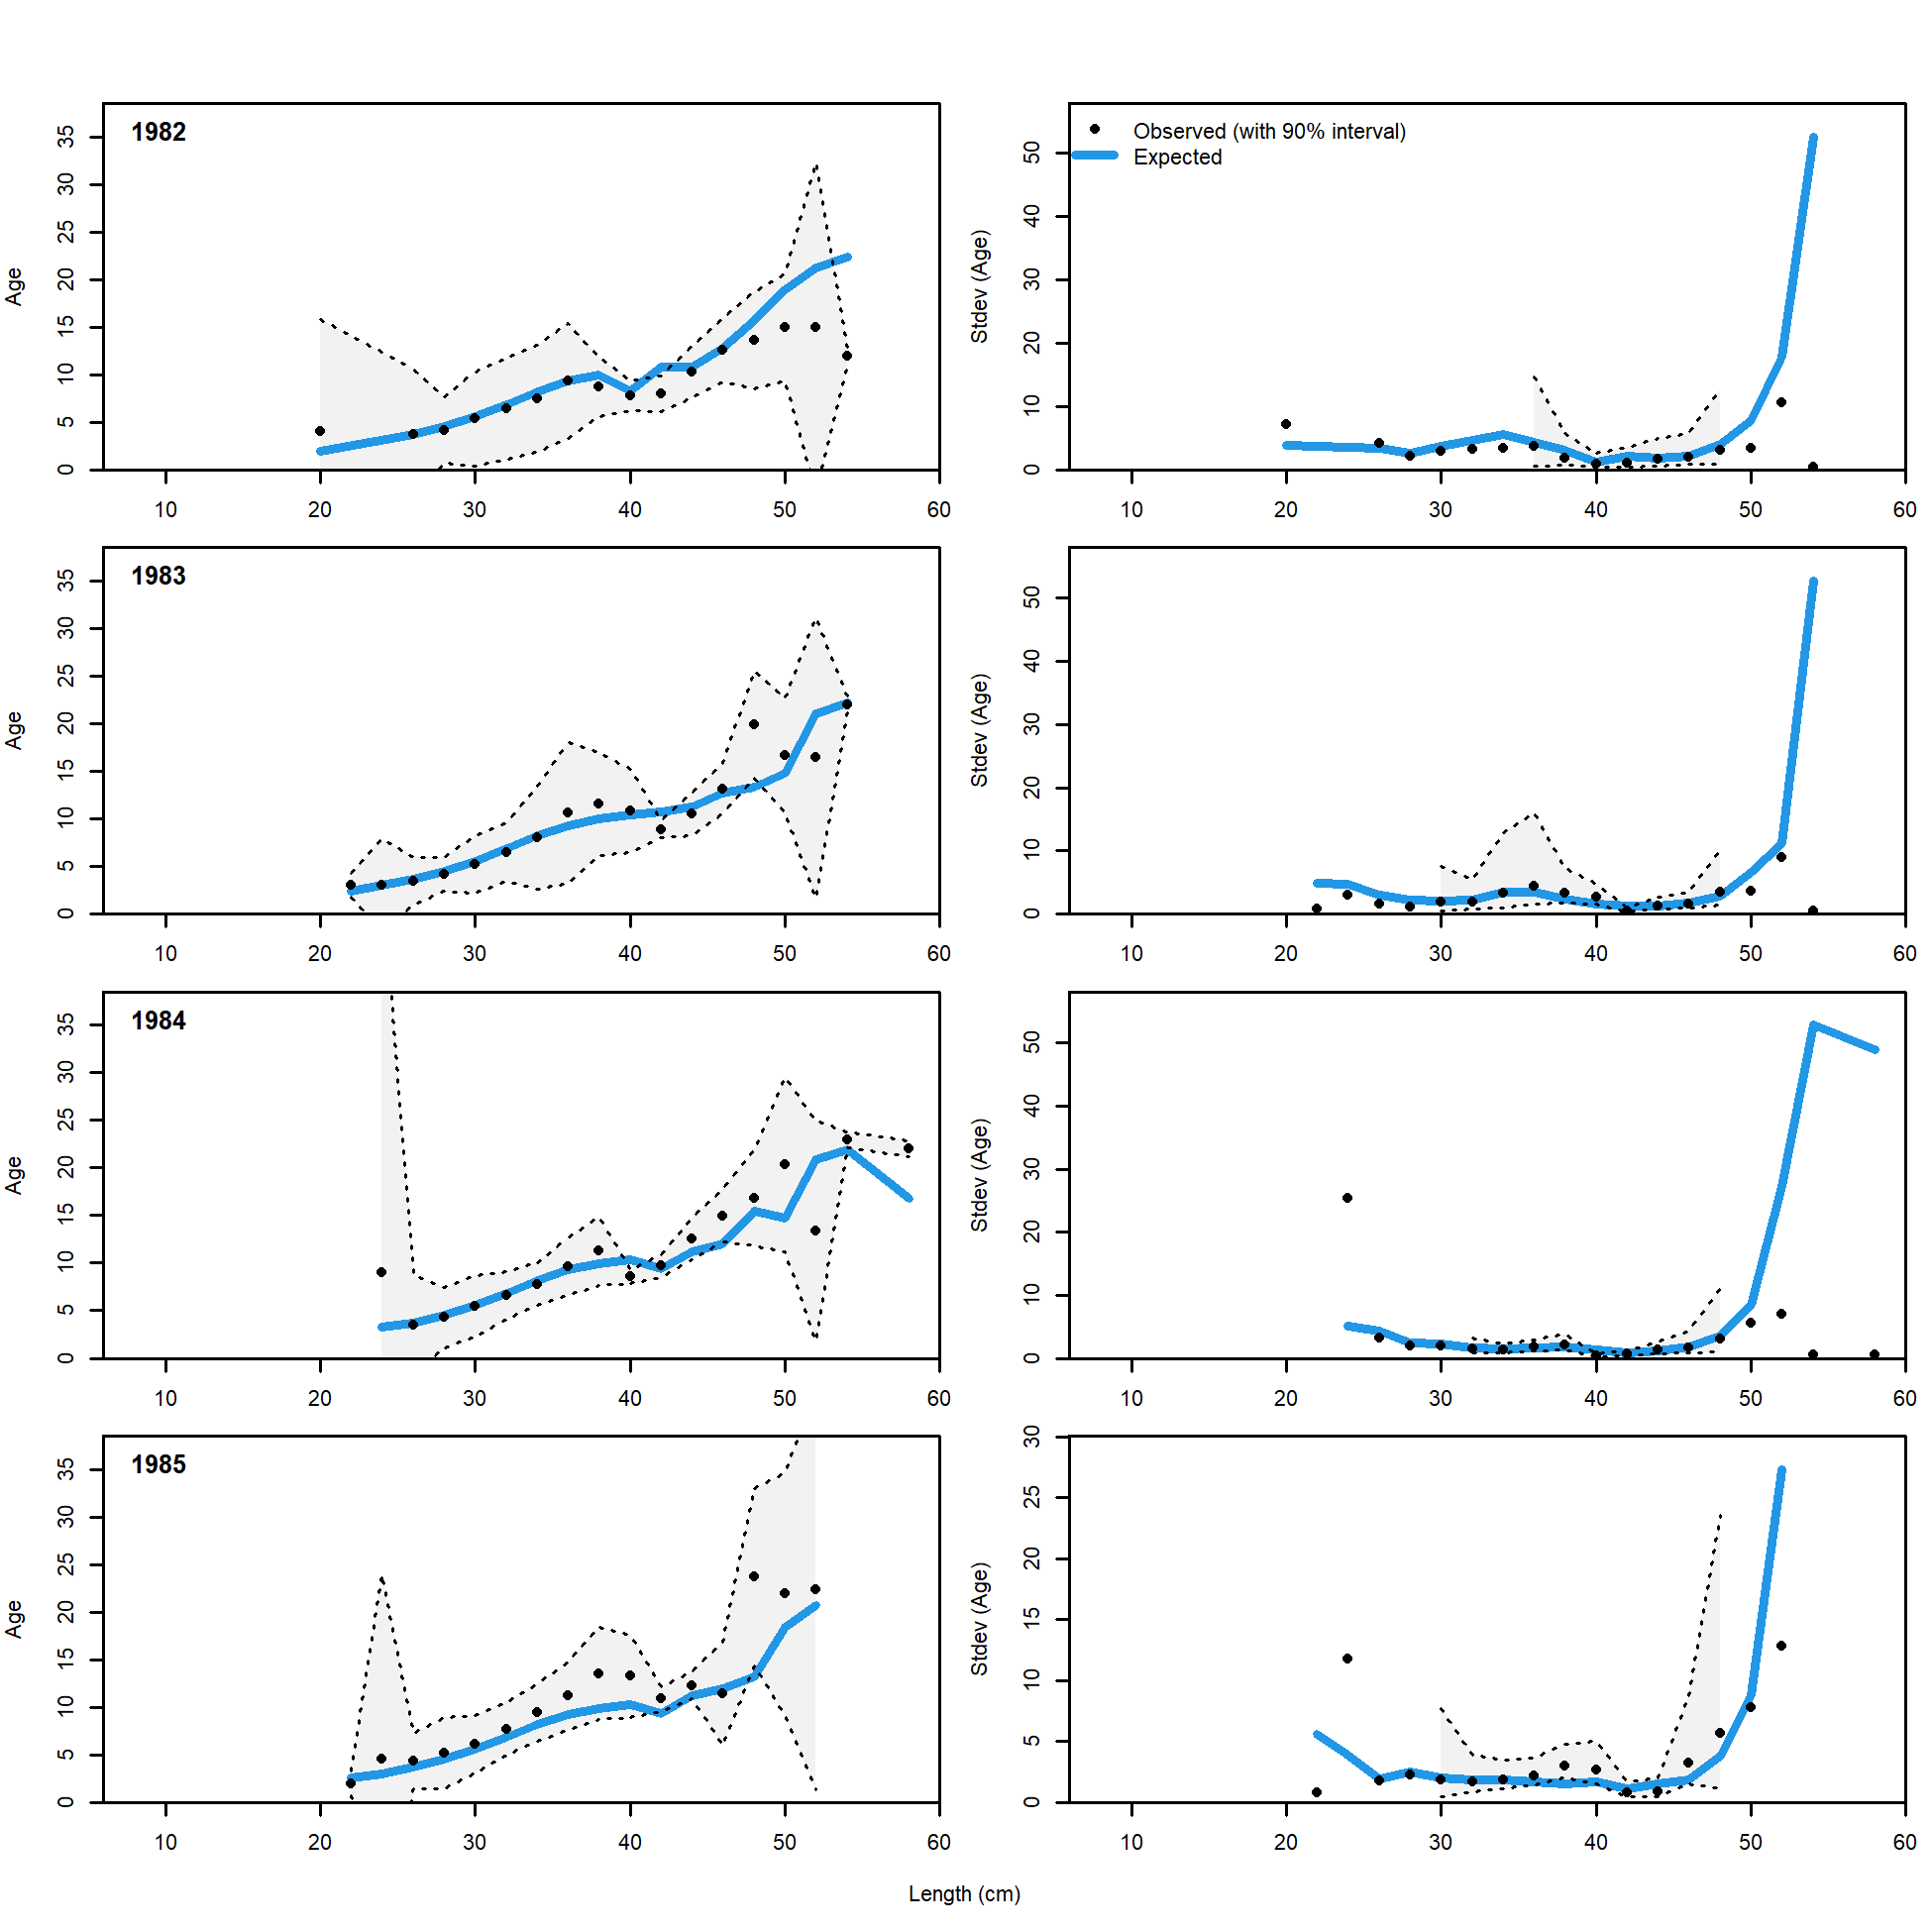 1982
Age
0 5 10 15 20 25 30 35
10 20 30 40 50 60
Observed (with 90% interval)
Expected
Stdev (Age)
0 10 20 30 40 50
10 20 30 40 50 60
1983
Age
0 5 10 15 20 25 30 35
10 20 30 40 50 60
Stdev (Age)
0 10 20 30 40 50
10 20 30 40 50 60
1984
Age
0 5 10 15 20 25 30 35
10 20 30 40 50 60
Stdev (Age)
0 10 20 30 40 50
10 20 30 40 50 60
1985
Age
0 5 10 15 20 25 30 35
10 20 30 40 50 60
Stdev (Age)
0 5 10 15 20 25 30
10 20 30 40 50 60
Length (cm)